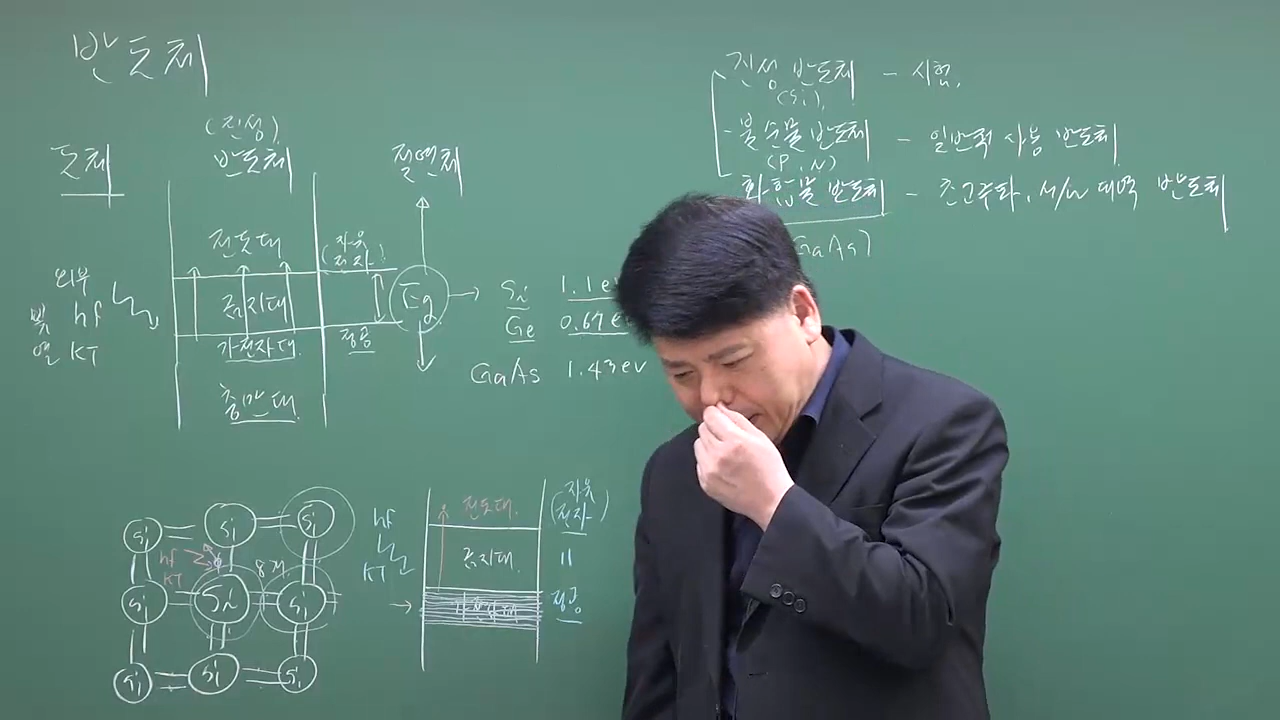 반도체
(진성)
도체 반도체 절연체
전도대 (자유전자)
외부
빛 hf 금지대 Eg → Si 1.1e
열 KT 가전자대 정공 Ge 0.67e
GaAs 1.43eV
충만대
진성 반도체 - 시험
(Si)
불순물 반도체 - 일반적 사용 반도체
(P, N)
화합물 반도체 - 초고주파, M/W 대역 반도체
GaAs)
Si Si Si
hf
KT
8개
Si Si Si
Si Si Si
hf 전도대 (자유전자)
KT 금지대 =
→ 가전자대 정공